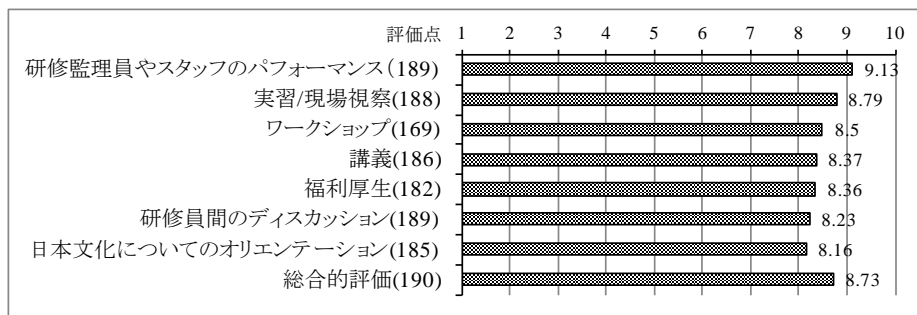 評価点 1 2 3 4 5 6 7 8 9 10
研修監理員やスタッフのパフォーマンス(189) 9.13
実習/現場視察(188) 8.79
ワークショップ(169) 8.5
講義(186) 8.37
福利厚生(182) 8.36
研修員間のディスカッション(189) 8.23
日本文化についてのオリエンテーション(185) 8.16
総合的評価(190) 8.73